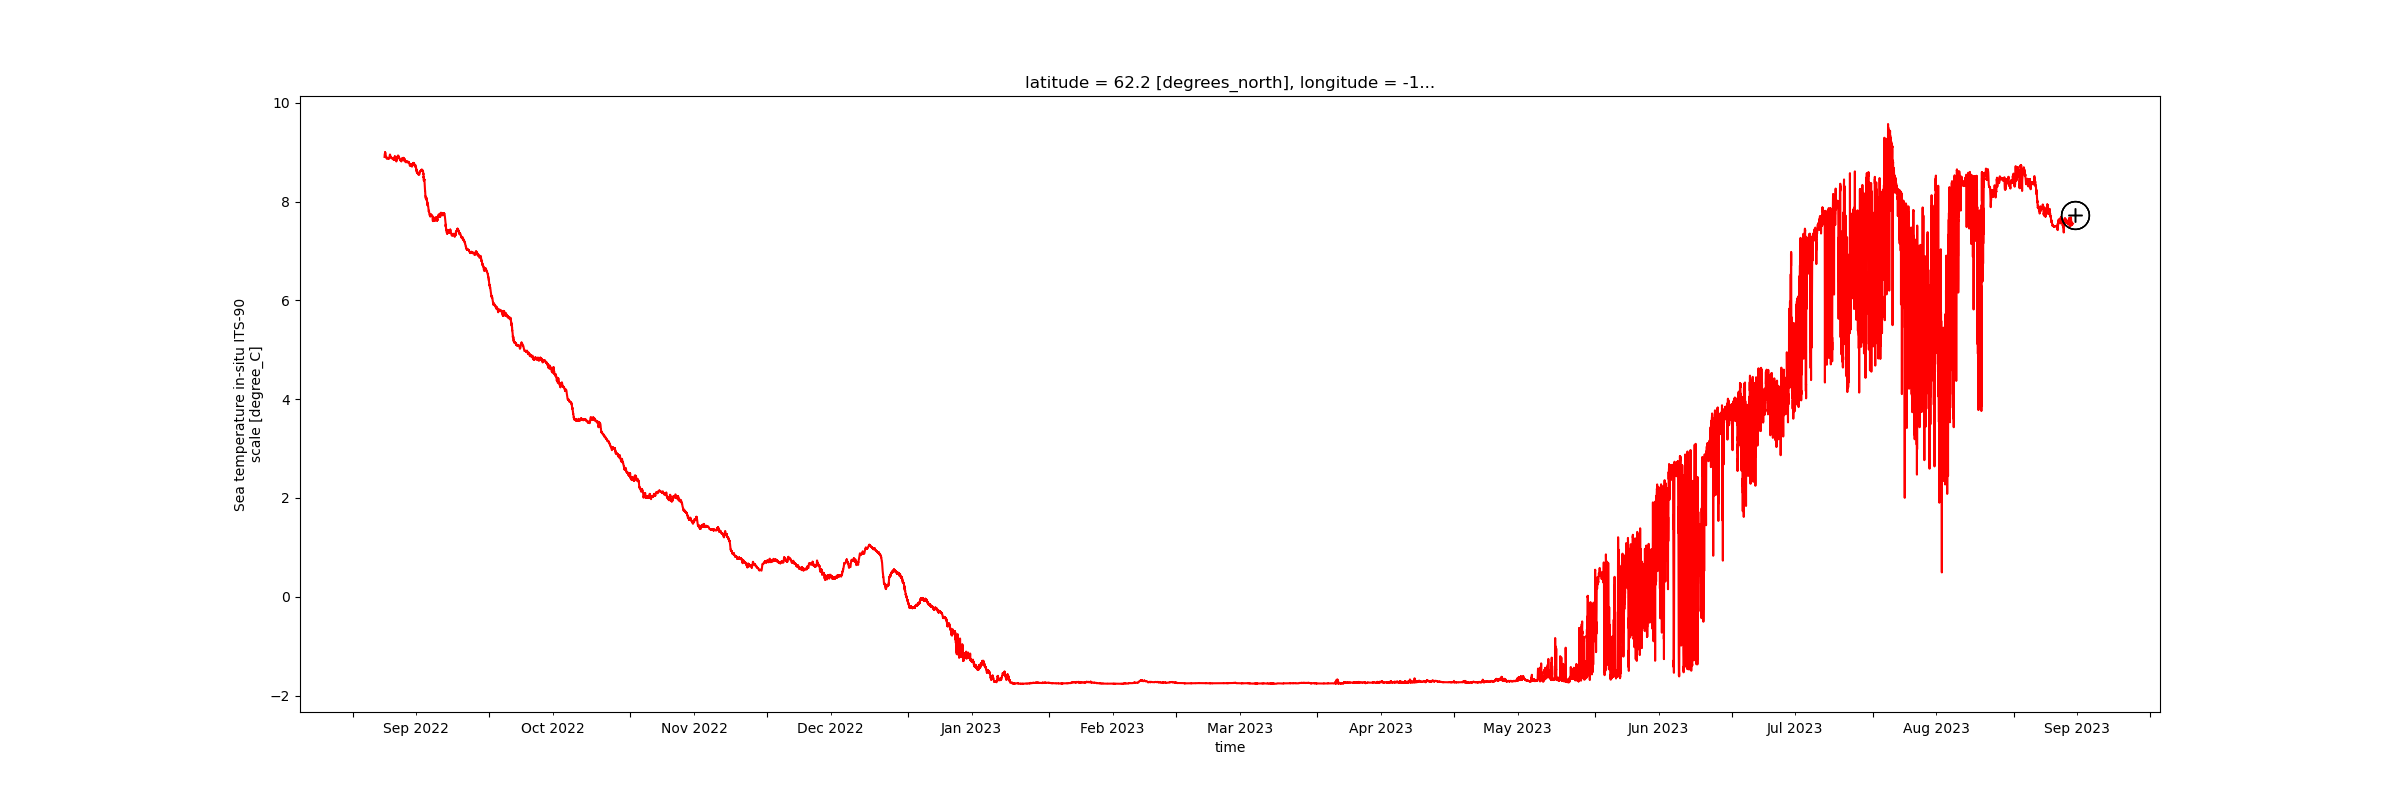 latitude = 62.2 [degrees_north], longitude = -1...
10
8
6
4
2
0
−2
Sea temperature in-situ ITS-90
scale [degree_C]
Sep 2022 Oct 2022 Nov 2022 Dec 2022 Jan 2023 Feb 2023 Mar 2023 Apr 2023 May 2023 Jun 2023 Jul 2023 Aug 2023 Sep 2023
time